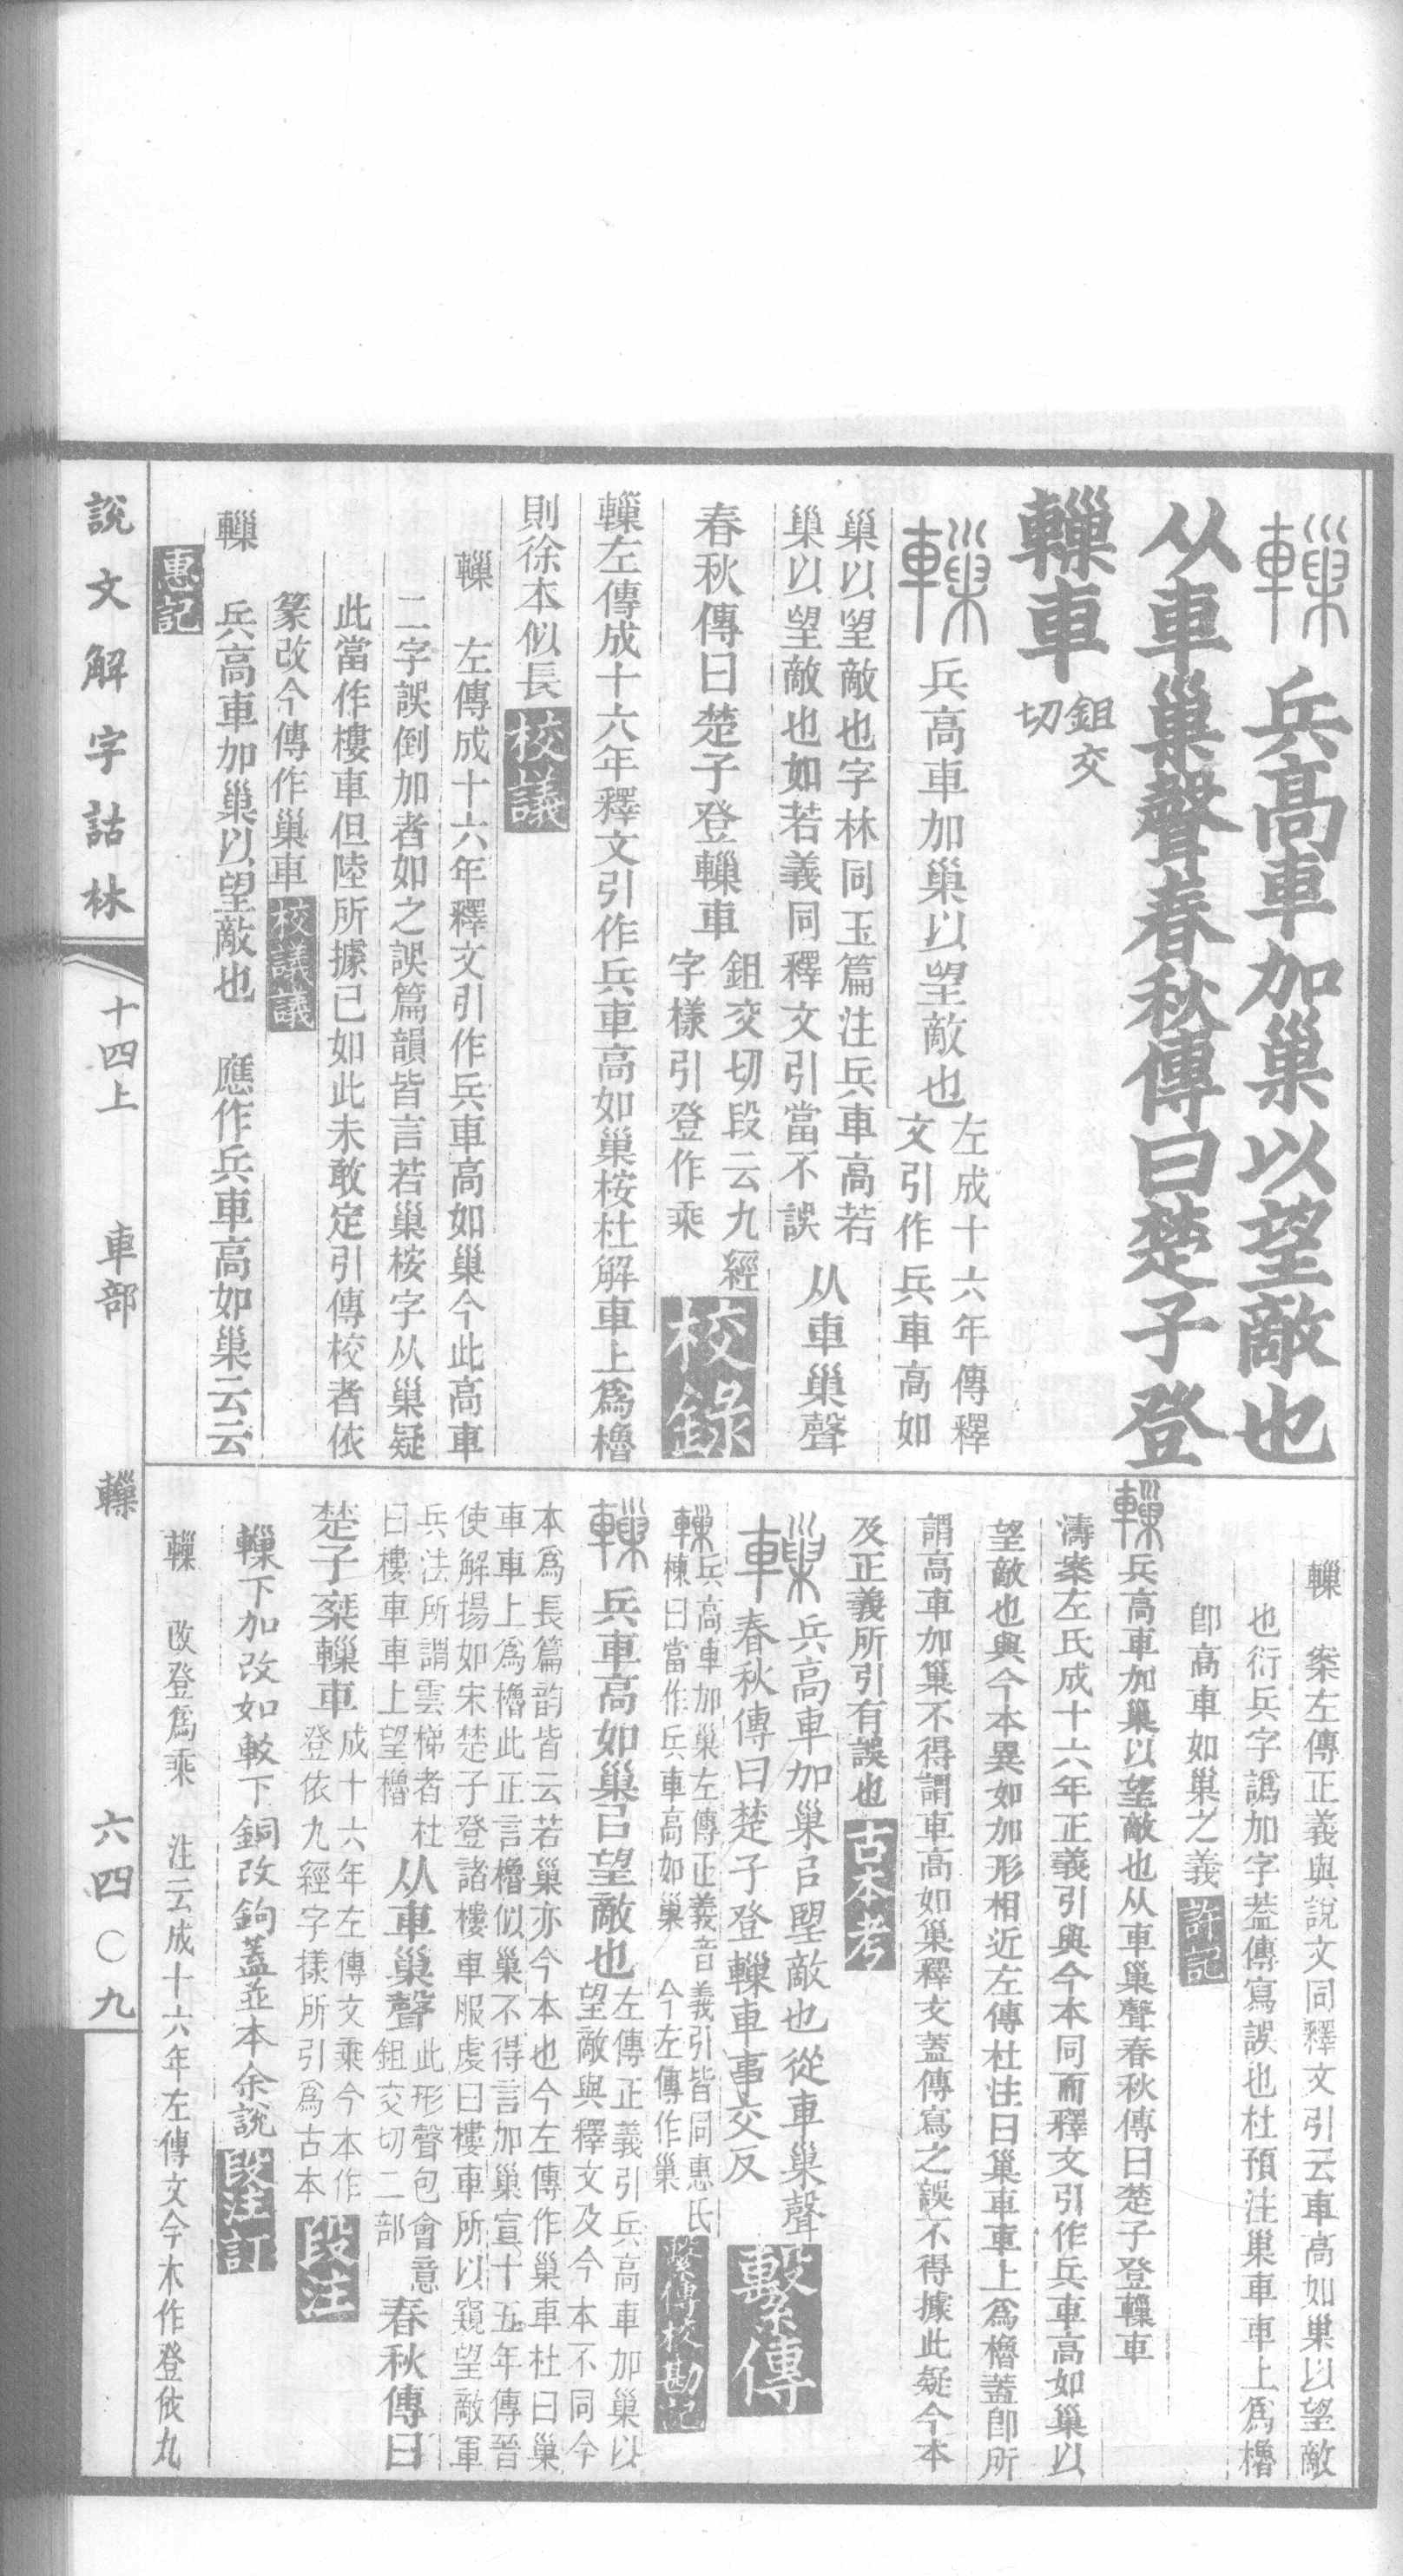 轈 兵高車加巢以望敵也
从車巢聲春秋傳曰楚子登
轈車 鉏交切
轈 兵高車加巢以望敵也 左成十六年傳釋文引作兵車高如
巢以望敵也字林同玉篇注兵車高若巢以望敵也如若義同釋文引當不誤 从車巢聲
春秋傳曰楚子登轈車 鉏交切段云九經字樣引登作乘 校錄
轈左傳成十六年釋文引作兵車高如巢桉杜解車上爲櫓
則徐本似長 校議
轈 左傳成十六年釋文引作兵車高如巢今此高車
二字誤倒加者如之誤篇韻皆言若巢桉字从巢疑
此當作樓車但陸所據已如此未敢定引傳校者依
篆改今傳作巢車 校議議
轈 兵高車加巢以望敵也 應作兵車高如巢云云
惠記
轈 案左傳正義與說文同釋文引云車高如巢以望敵
也衍兵字譌加字葢傳寫誤也杜預注巢車車上爲櫓
卽高車如巢之義 許記
轈兵高車加巢以望敵也从車巢聲春秋傳曰楚子登轈車
濤案左氏成十六年正義引與今本同而釋文引作兵車高如巢以
望敵也與今本異如加形相近左傳杜注曰巢車車上爲櫓蓋卽所
謂高車加巢不得謂車高如巢釋文蓋傳寫之誤不得據此疑今本
及正義所引有誤也 古本考
轈 兵高車加巢㠯朢敵也從車巢聲
春秋傳曰楚子登轈車事交反 繫傳
轈 兵高車加巢左傳正義音義引皆同惠氏棟曰當作兵車高如巢 今左傳作巢 繫傳校勘記
轈 兵車高如巢㠯望敵也 左傳正義引兵高車加巢以望敵與釋文及今本不同今
本爲長篇韵皆云若巢亦今本也今左傳作巢車杜曰巢車車上爲櫓此正言櫓似巢不得言加巢宣十五年傳晉
使解揚如宋楚子登諸樓車服虔曰樓車所以窺望敵軍兵法所謂雲梯者杜曰樓車車上望櫓 从車巢聲 此形聲包會意鉏交切二部 春秋傳曰
楚子椉轈車 成十六年左傳文乘今本作登依九經字樣所引爲古本 段注
轈下加改如較下銅改鉤蓋並本余說 段注訂
轈 改登爲乘 注云成十六年左傳文今本作登依九
說文解字詁林 十四上 車部 轈 六四〇九